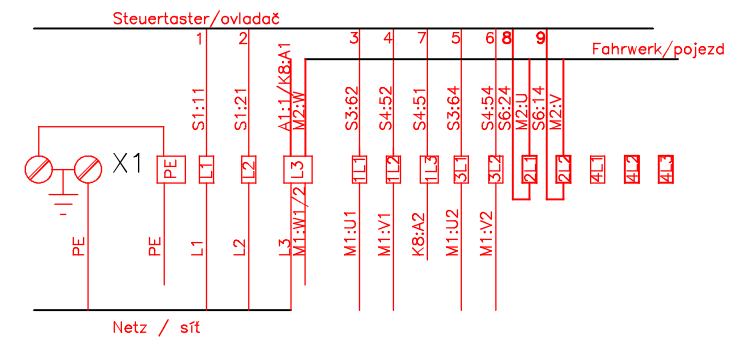 Steuertaster/ovladač
1 2 3 4 7 5 6 8 9
Fahrwerk/pojezd
S1:11
S1:21
A1:1/K8:A1
M2:W
S3:62
S4:52
S4:51
S3:64
S4:54
S6:24
M2:U
S6:14
M2:V
X1
PE
L1
L2
L3
1L1
1L2
1L3
3L1
3L2
2L1
2L2
4L1
4L2
4L3
PE
PE
L1
L2
L3
M1:W1/2
M1:U1
M1:V1
K8:A2
M1:U2
M1:V2
Netz / síť